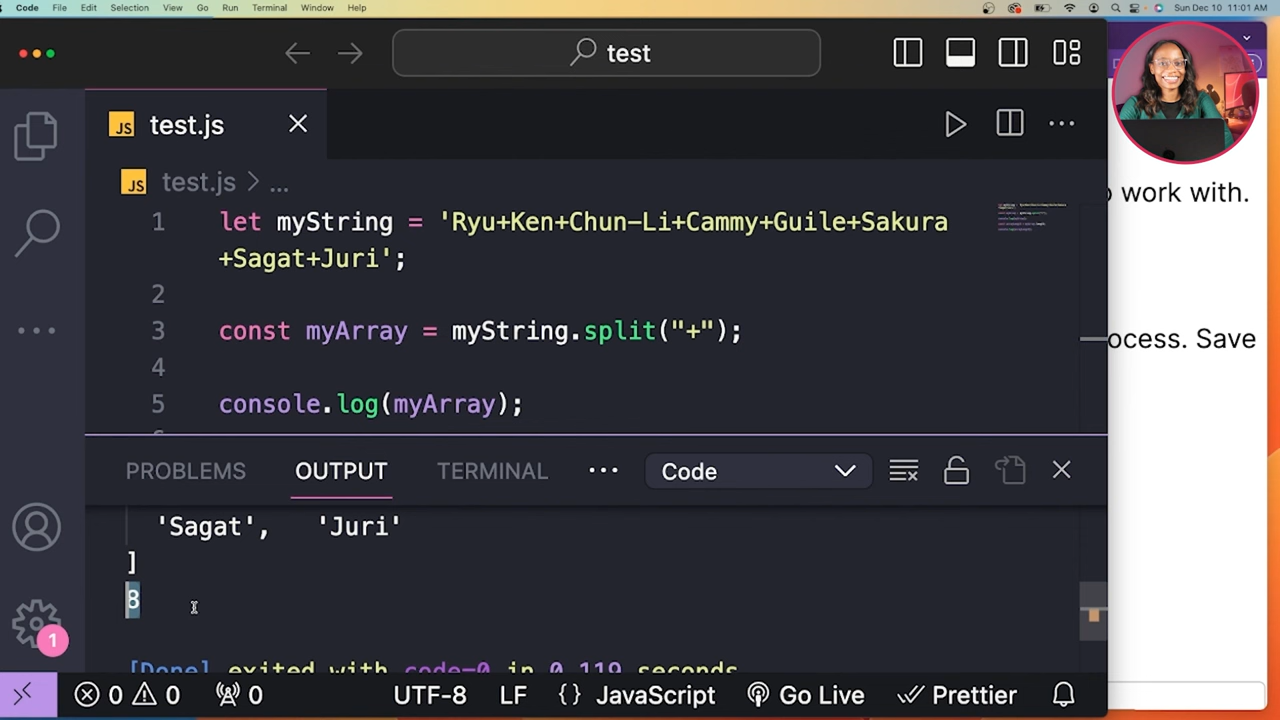 Code File Edit Selection View Go Run Terminal Window Help Sun Dec 10 11:01 AM
test
JS test.js
JS test.js > ...
1 let myString = 'Ryu+Ken+Chun-Li+Cammy+Guile+Sakura
+Sagat+Juri';
2
3 const myArray = myString.split("+");
4
5 console.log(myArray);
work with.
ocess. Save
PROBLEMS OUTPUT TERMINAL ... Code
'Sagat', 'Juri'
]
8
[Done] exited with code=0 in 0.119 seconds
1
0 0 0 UTF-8 LF {} JavaScript Go Live Prettier